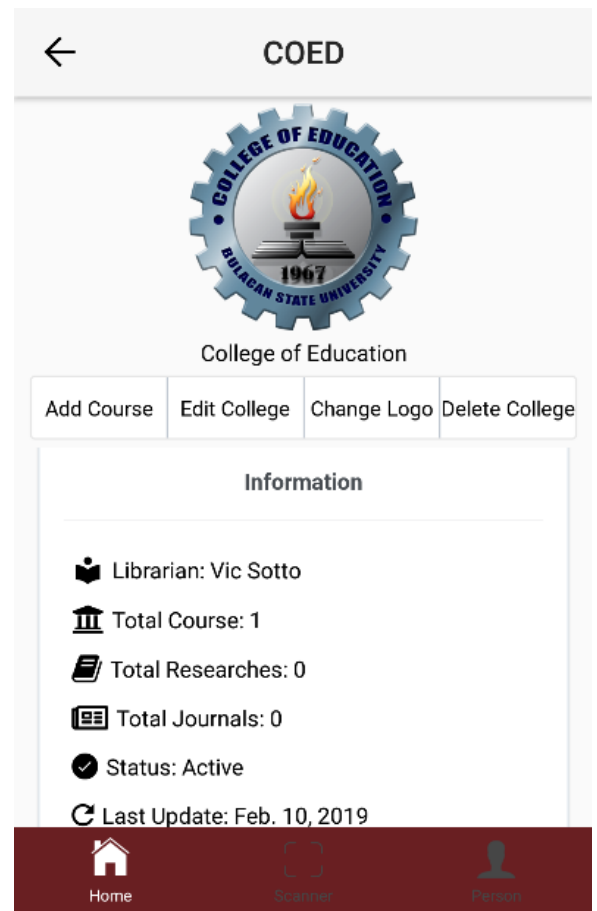 COED
COLLEGE OF EDUCATION
1967
BULACAN STATE UNIVERSITY
College of Education
Add Course Edit College Change Logo Delete College
Information
Librarian: Vic Sotto
Total Course: 1
Total Researches: 0
Total Journals: 0
Status: Active
Last Update: Feb. 10, 2019
Home Scanner Person